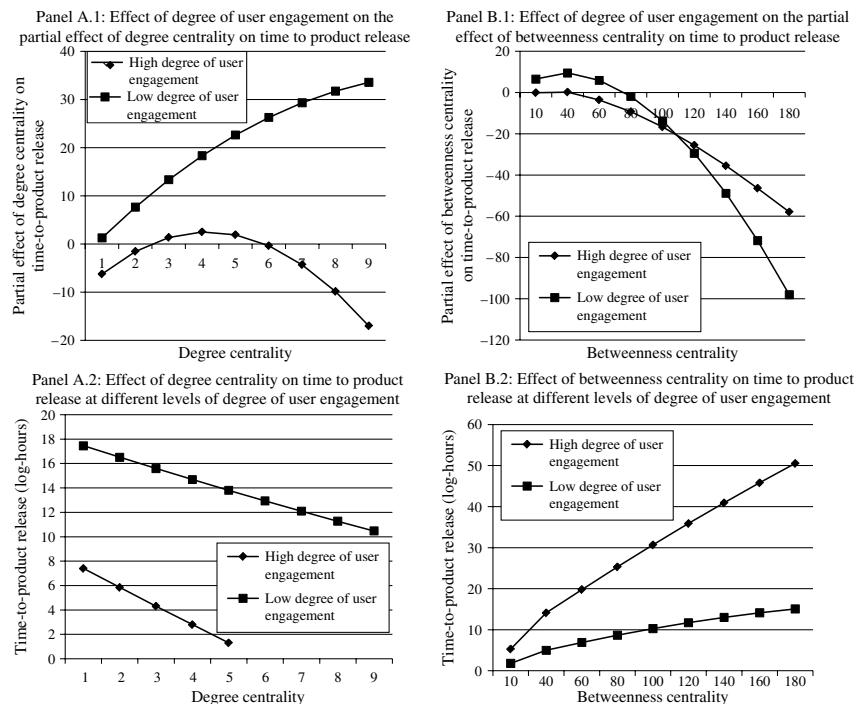 Panel A.1: Effect of degree of user engagement on the
partial effect of degree centrality on time to product release
40
30
20
10
0
−10
−20
1 2 3 4 5 6 7 8 9
High degree of user
engagement
Low degree of user
engagement
Partial effect of degree centrality on
time-to-product release
Degree centrality
Panel B.1: Effect of degree of user engagement on the partial
effect of betweenness centrality on time to product release
20
0
−20
−40
−60
−80
−100
−120
10 40 60 80 100 120 140 160 180
High degree of user
engagement
Low degree of user
engagement
Partial effect of betweenness centrality
on time-to-product release
Betweenness centrality
Panel A.2: Effect of degree centrality on time to product
release at different levels of degree of user engagement
20
18
16
14
12
10
8
6
4
2
0
1 2 3 4 5 6 7 8 9
High degree of user
engagement
Low degree of user
engagement
Time-to-product release (log-hours)
Degree centrality
Panel B.2: Effect of betweenness centrality on time to product
release at different levels of degree of user engagement
60
50
40
30
20
10
0
10 40 60 80 100 120 140 160 180
High degree of user
engagement
Low degree of user
engagement
Time-to-product release (log-hours)
Betweenness centrality